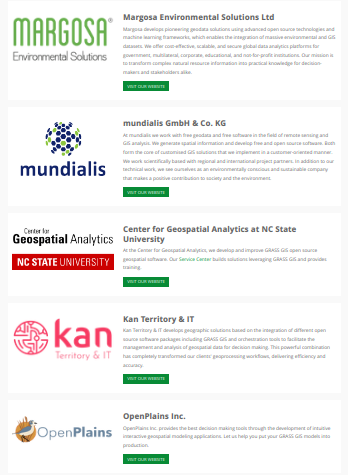 MARGOSA®
Environmental Solutions
Margosa Environmental Solutions Ltd
Margosa develops pioneering geodata solutions using advanced open source technologies and
machine learning frameworks, which enables the integration of massive environmental and GIS
datasets. We offer cost-effective, scalable, and secure global data analytics platforms for
government, multilateral, corporate, educational, and non-profit institutions. Our mission is
to transform complex natural resource information into practical knowledge for decision-
makers and stakeholders alike.
VISIT OUR WEBSITE
mundialis
mundialis GmbH & Co. KG
At mundialis we work with free geodata and free software in the field of remote sensing and
GIS analysis. We generate spatial information and develop free and open source software. Both
form the core of customised GIS solutions that we implement in a customer-oriented manner.
We work scientifically based with regional and international project partners. In addition to our
technical work, we see ourselves as an environmentally conscious and sustainable company
that makes a positive contribution to society and the environment.
VISIT OUR WEBSITE
Center for
Geospatial Analytics
NC STATE UNIVERSITY
Center for Geospatial Analytics at NC State
University
At the Center for Geospatial Analytics, we develop and improve GRASS GIS open source
geospatial software. Our Service Center builds solutions leveraging GRASS GIS and provides
training.
VISIT OUR WEBSITE
kan
Territory & IT
Kan Territory & IT
Kan Territory & IT develops geographic solutions based on the integration of different open
source software packages including GRASS GIS and orchestration tools to facilitate the
management and analysis of geospatial data for decision making. This powerful combination
has completely transformed our clients' geoprocessing workflows, delivering efficiency and
accuracy.
VISIT OUR WEBSITE
OpenPlains
OpenPlains Inc.
OpenPlains Inc. provides the best decision making tools through the development of intuitive
interactive geospatial modeling applications. Let us help you put your GRASS GIS models into
production.
VISIT OUR WEBSITE